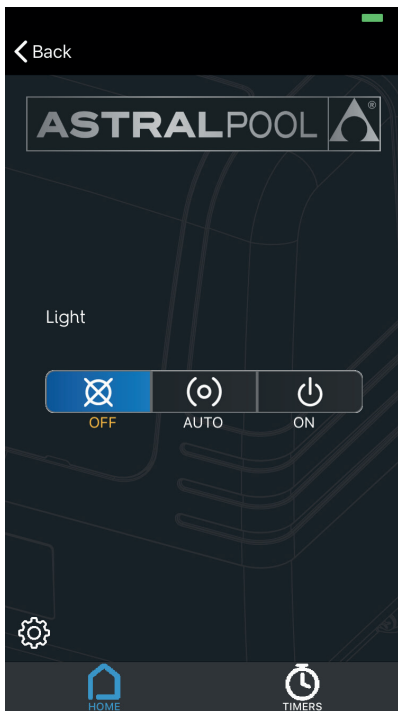 Back
ASTRALPOOL ®
Light
OFF AUTO ON
HOME TIMERS